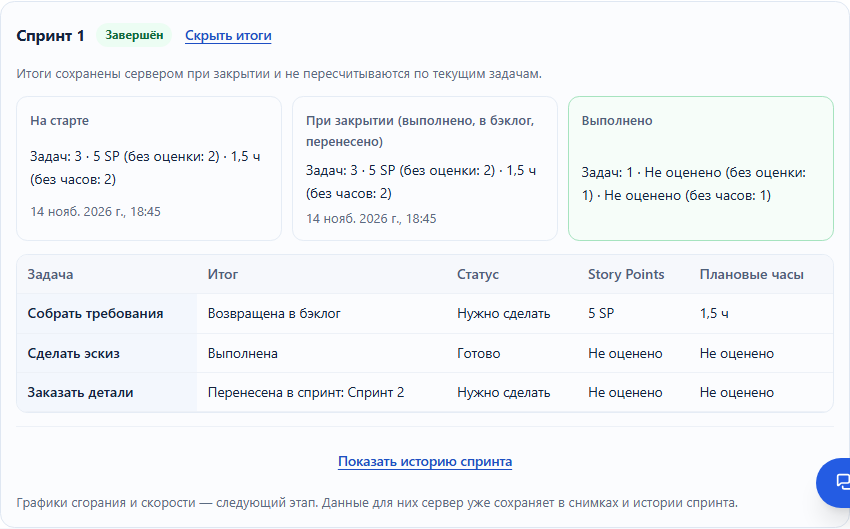 Спринт 1 Завершён Скрыть итоги
Итоги сохранены сервером при закрытии и не пересчитываются по текущим задачам.
На старте
Задач: 3 · 5 SP (без оценки: 2) · 1,5 ч
(без часов: 2)
14 нояб. 2026 г., 18:45
При закрытии (выполнено, в бэклог,
перенесено)
Задач: 3 · 5 SP (без оценки: 2) · 1,5 ч
(без часов: 2)
14 нояб. 2026 г., 18:45
Выполнено
Задач: 1 · Не оценено (без оценки:
1) · Не оценено (без часов: 1)
Задача Итог Статус Story Points Плановые часы
Собрать требования Возвращена в бэклог Нужно сделать 5 SP 1,5 ч
Сделать эскиз Выполнена Готово Не оценено Не оценено
Заказать детали Перенесена в спринт: Спринт 2 Нужно сделать Не оценено Не оценено
Показать историю спринта
Графики сгорания и скорости — следующий этап. Данные для них сервер уже сохраняет в снимках и истории спринта.